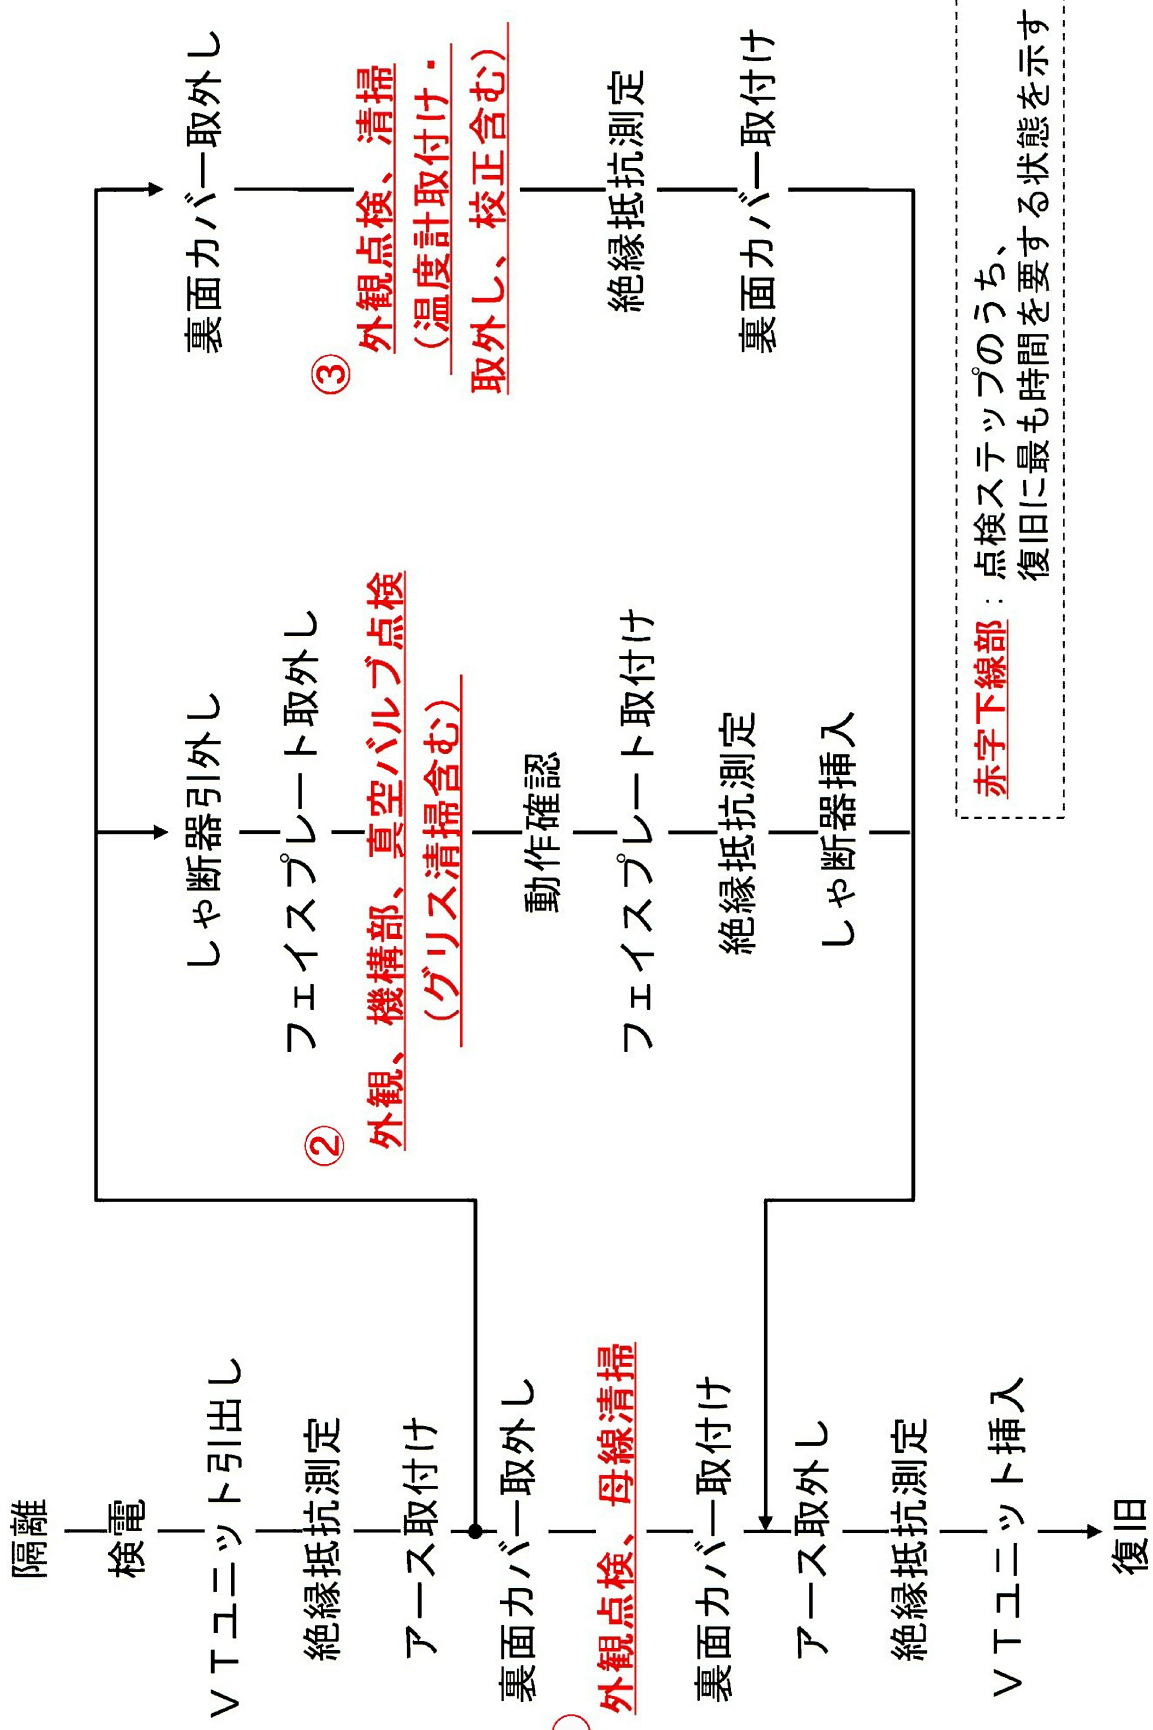 隔離
検電
ＶＴユニット引出し
絶縁抵抗測定
アース取付け
裏面カバー取外し
外観点検、母線清掃
裏面カバー取付け
アース取外し
絶縁抵抗測定
ＶＴユニット挿入
復旧
②
しゃ断器引外し
フェイスプレート取外し
外観、機構部、真空バルブ点検
（グリス清掃含む）
動作確認
フェイスプレート取付け
絶縁抵抗測定
しゃ断器挿入
③
裏面カバー取外し
外観点検、清掃
（温度計取付け・
取外し、校正含む）
絶縁抵抗測定
裏面カバー取付け
赤字下線部：点検ステップのうち、
復旧に最も時間を要する状態を示す